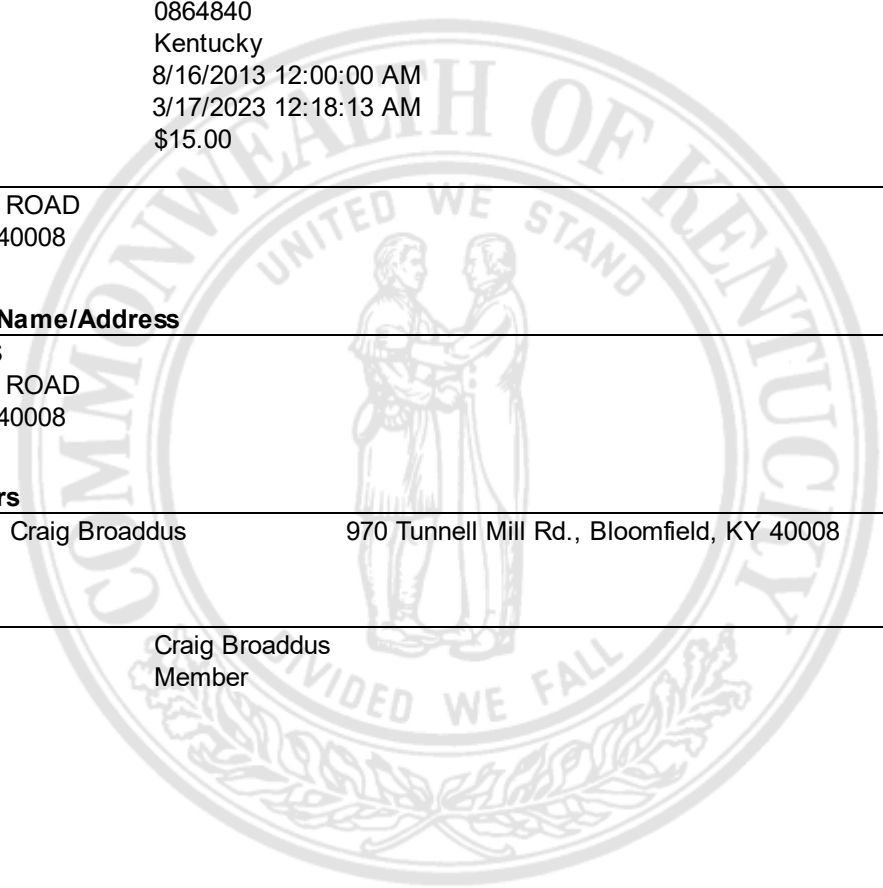 0864840
Kentucky
8/16/2013 12:00:00 AM
3/17/2023 12:18:13 AM
$15.00
ROAD
40008
Name/Address
S
ROAD
40008
rs
Craig Broaddus 970 Tunnell Mill Rd., Bloomfield, KY 40008
Craig Broaddus
Member
COMMONWEALTH OF KENTUCKY
UNITED WE STAND
DIVIDED WE FALL